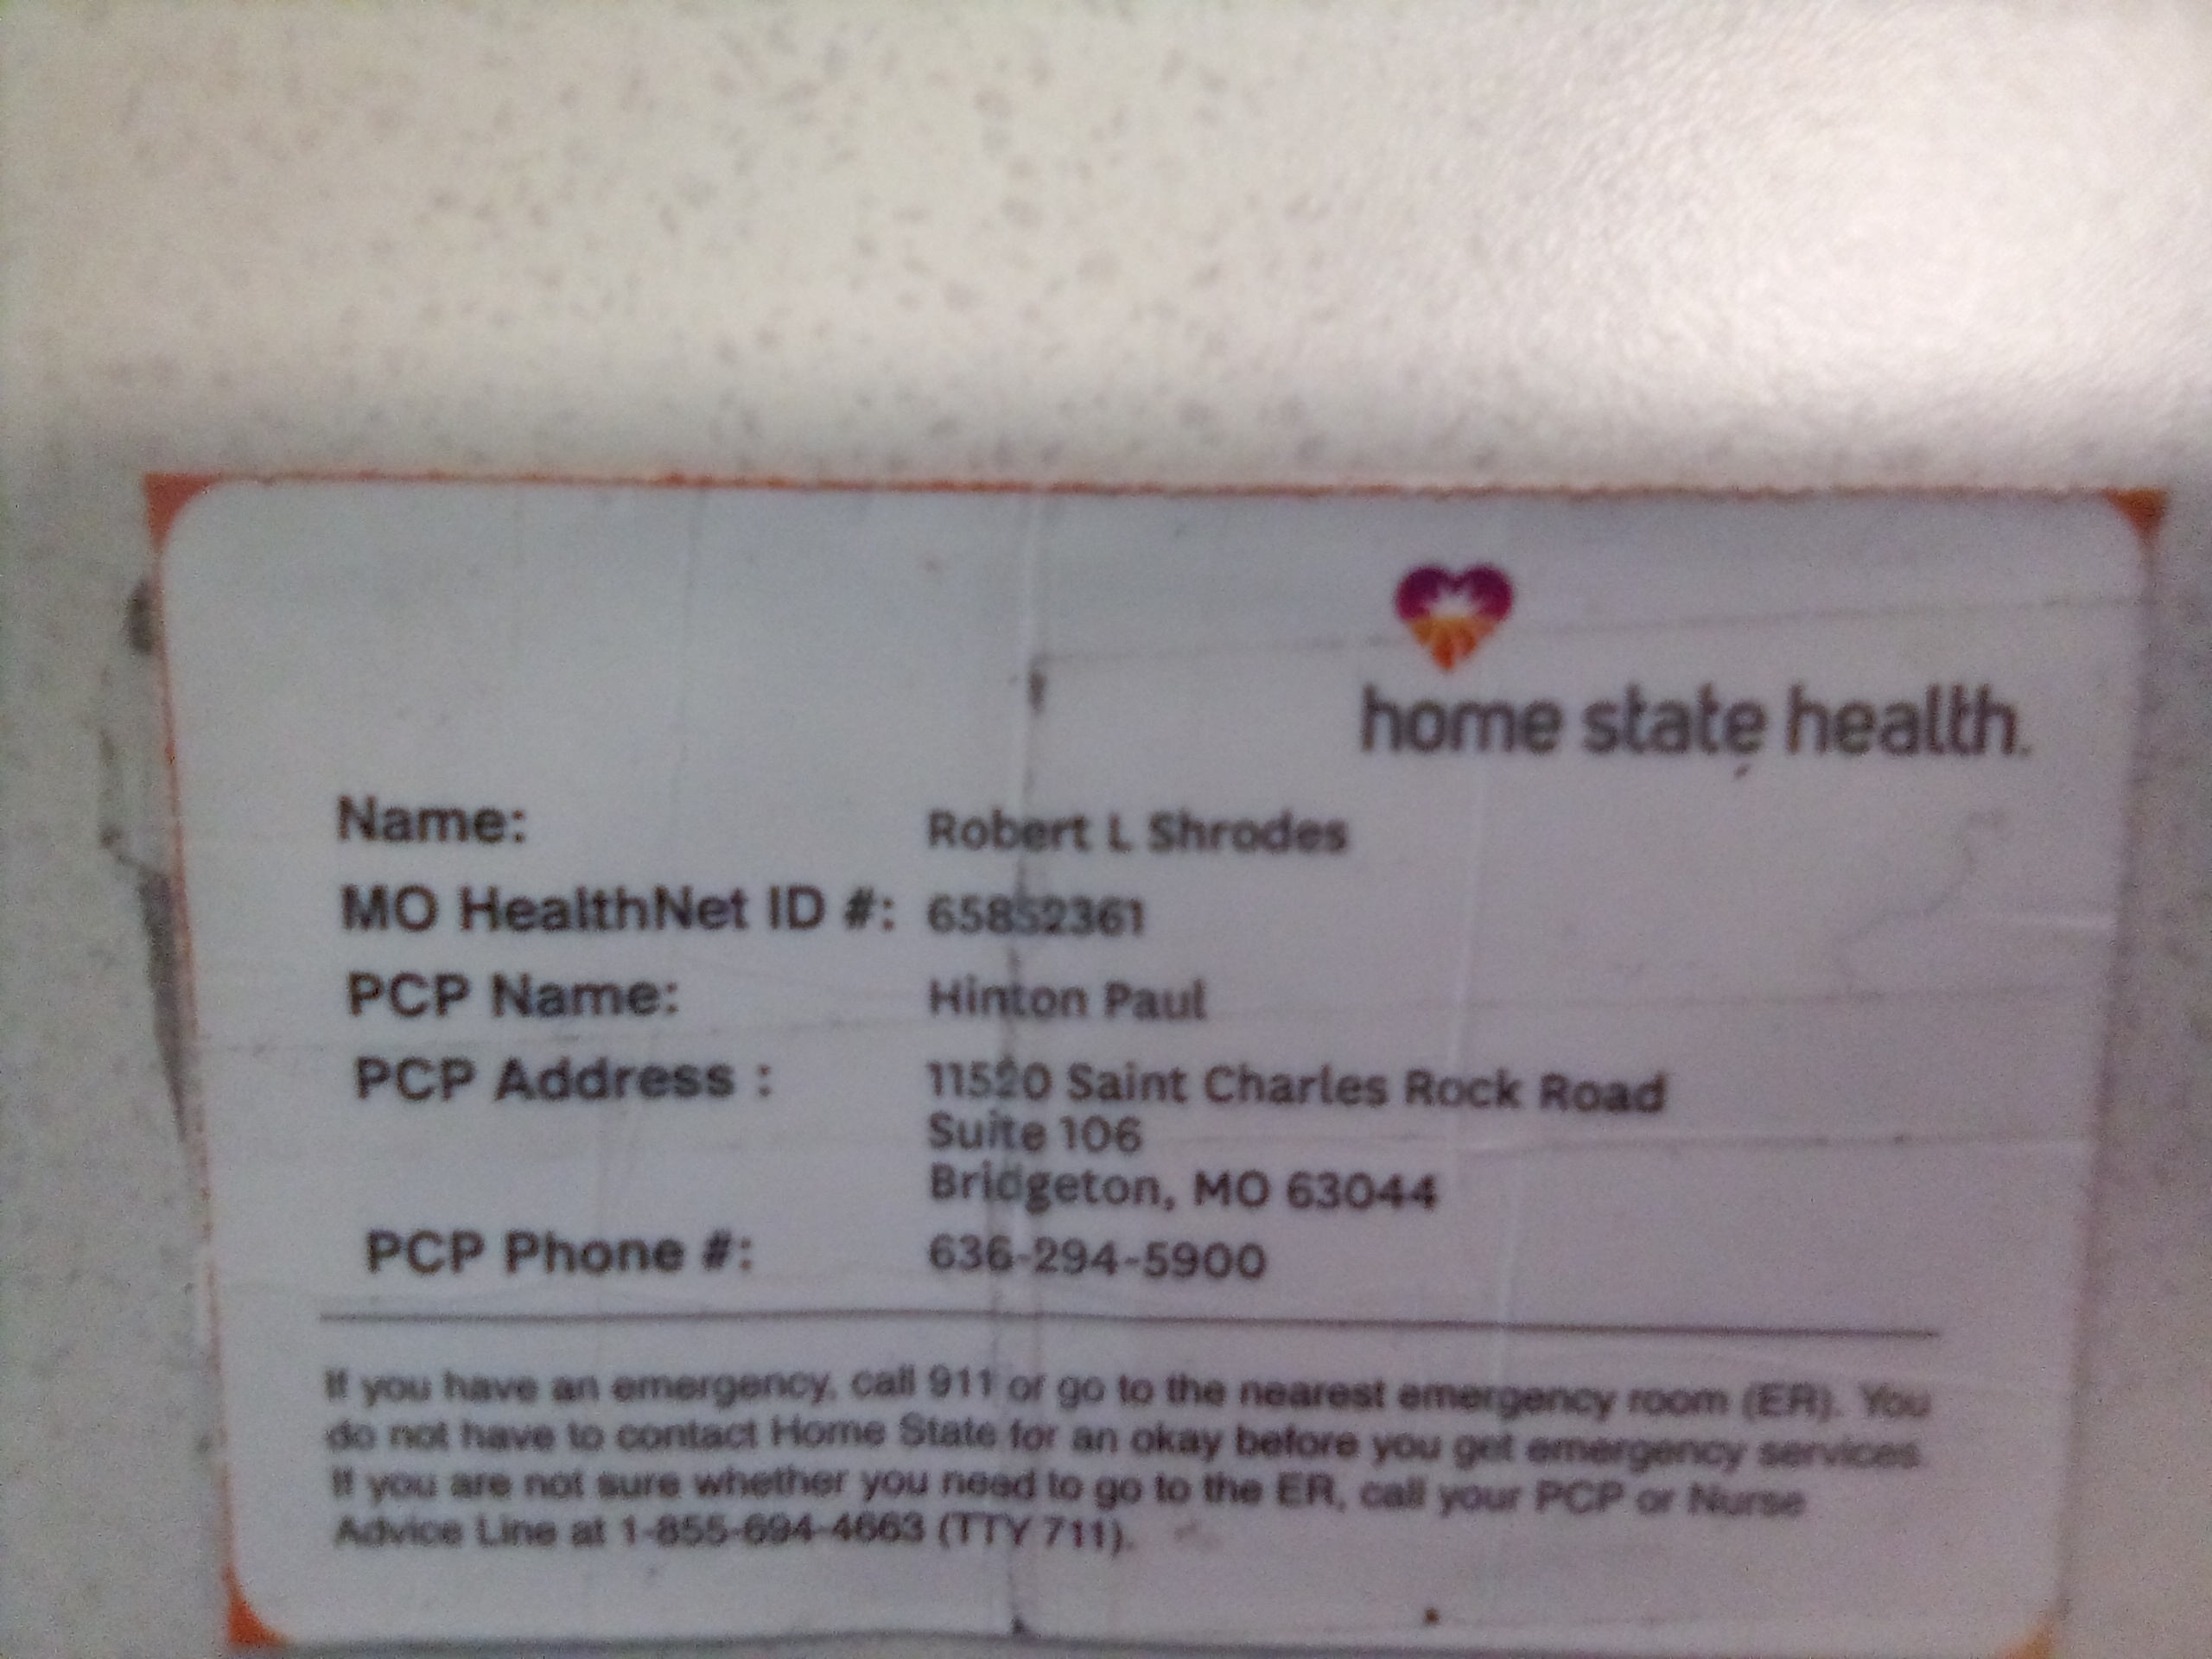 home state health.
Name: Robert L Shrodes
MO HealthNet ID #: 65852361
PCP Name: Hinton Paul
PCP Address : 11520 Saint Charles Rock Road
Suite 106
Bridgeton, MO 63044
PCP Phone #: 636-294-5900
If you have an emergency, call 911 or go to the nearest emergency room (ER). You
do not have to contact Home State for an okay before you get emergency services.
If you are not sure whether you need to go to the ER, call your PCP or Nurse
Advice Line at 1-855-694-4663 (TTY 711).